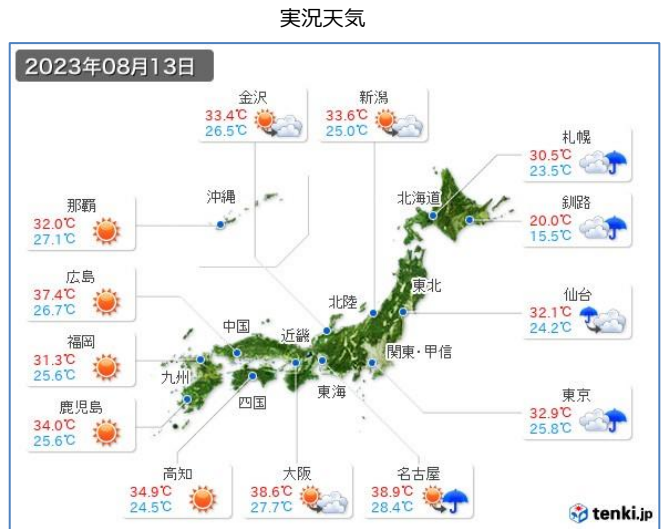 実況天気
2023年08月13日
金沢
33.4℃
26.5℃
新潟
33.6℃
25.0℃
札幌
30.5℃
23.5℃
那覇
32.0℃
27.1℃
沖縄
北海道
釧路
20.0℃
15.5℃
広島
37.4℃
26.7℃
東北
仙台
32.1℃
24.2℃
北陸
中国
近畿
福岡
31.3℃
25.6℃
九州
関東・甲信
東海
四国
鹿児島
34.0℃
25.6℃
東京
32.9℃
25.8℃
高知
34.9℃
24.5℃
大阪
38.6℃
27.7℃
名古屋
38.9℃
28.4℃
tenki.jp